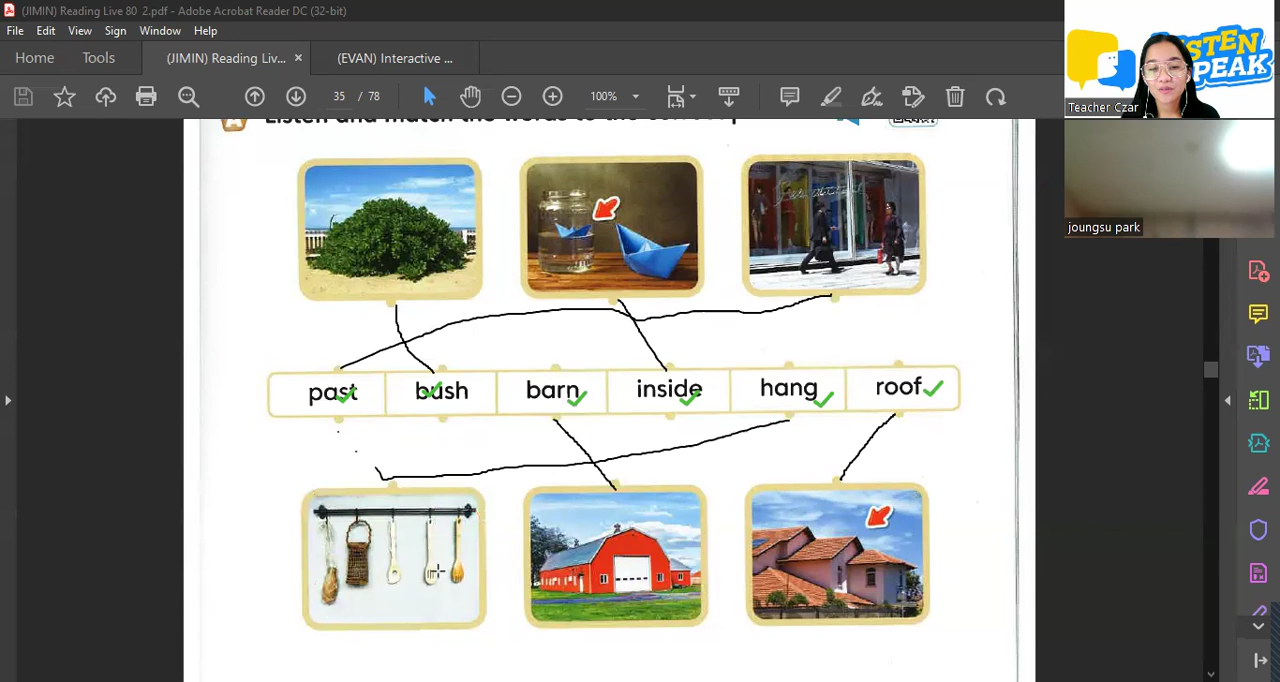 (JIMIN) Reading Live 80 2.pdf - Adobe Acrobat Reader DC (32-bit)
File Edit View Sign Window Help
Home Tools (JIMIN) Reading Liv... × (EVAN) Interactive ...
35 / 78 100%
LISTEN
PEAK
Teacher Czar
joungsu park
A Listen and match the words to the
past bush barn inside hang roof